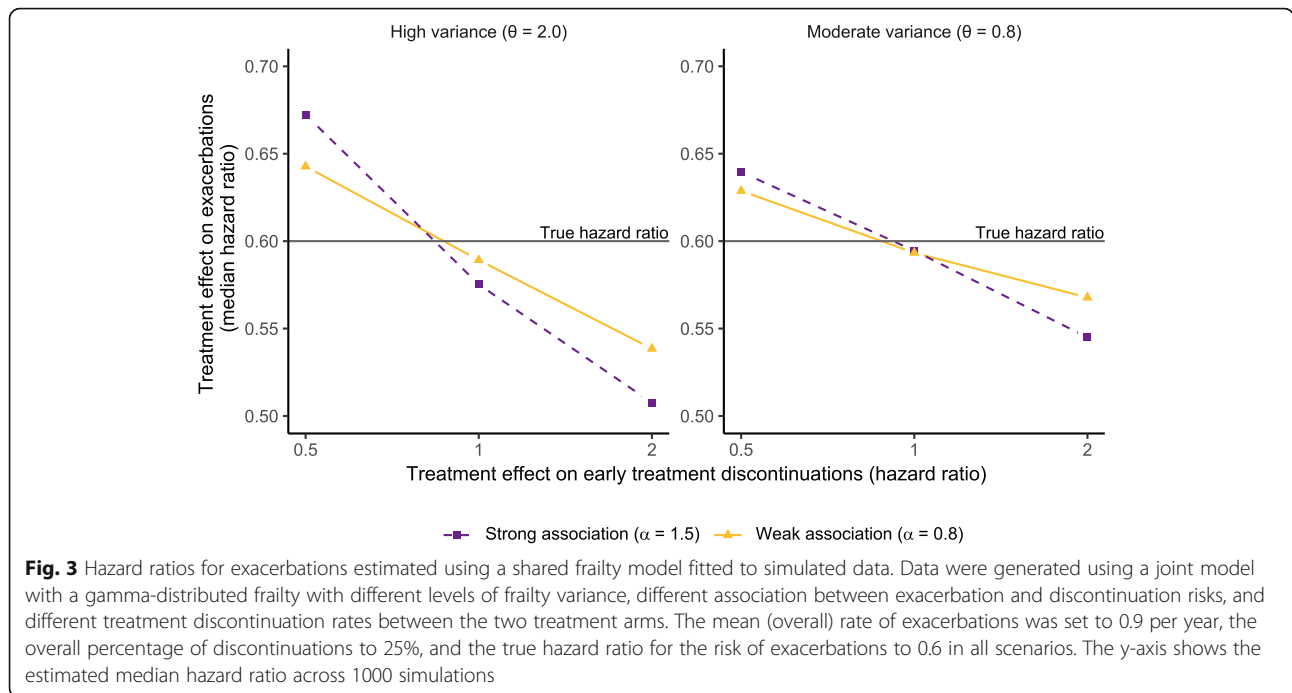 High variance (θ = 2.0)
Moderate variance (θ = 0.8)
Treatment effect on exacerbations
(median hazard ratio)
0.70
0.65
0.60
0.55
0.50
True hazard ratio
0.5
1
2
0.70
0.65
0.60
0.55
0.50
True hazard ratio
0.5
1
2
Treatment effect on early treatment discontinuations (hazard ratio)
Strong association (α = 1.5)
Weak association (α = 0.8)
Fig. 3 Hazard ratios for exacerbations estimated using a shared frailty model fitted to simulated data. Data were generated using a joint model
with a gamma-distributed frailty with different levels of frailty variance, different association between exacerbation and discontinuation risks, and
different treatment discontinuation rates between the two treatment arms. The mean (overall) rate of exacerbations was set to 0.9 per year, the
overall percentage of discontinuations to 25%, and the true hazard ratio for the risk of exacerbations to 0.6 in all scenarios. The y-axis shows the
estimated median hazard ratio across 1000 simulations